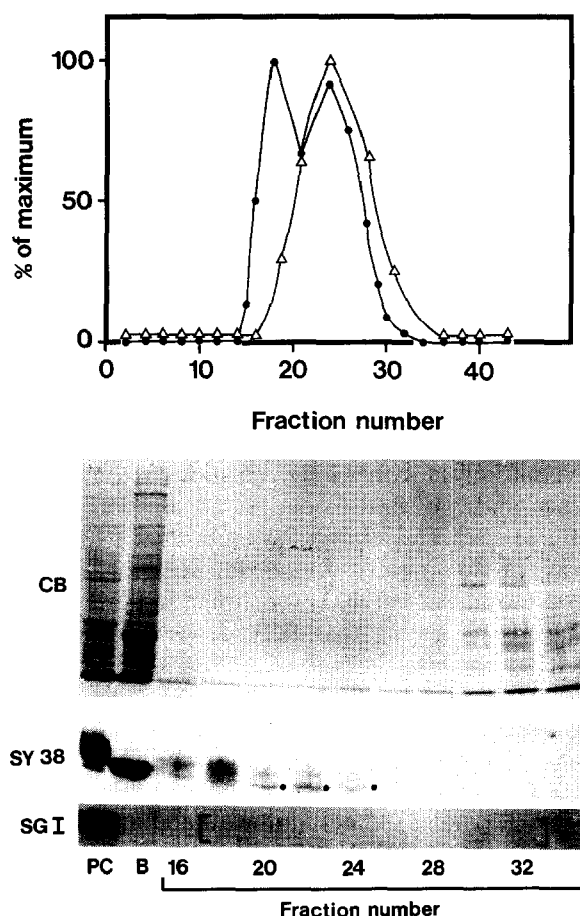 % of maximum
100
50
0
0 10 20 30 40
Fraction number
CB
SY 38
SG I
PC B 16 20 24 28 32
Fraction number